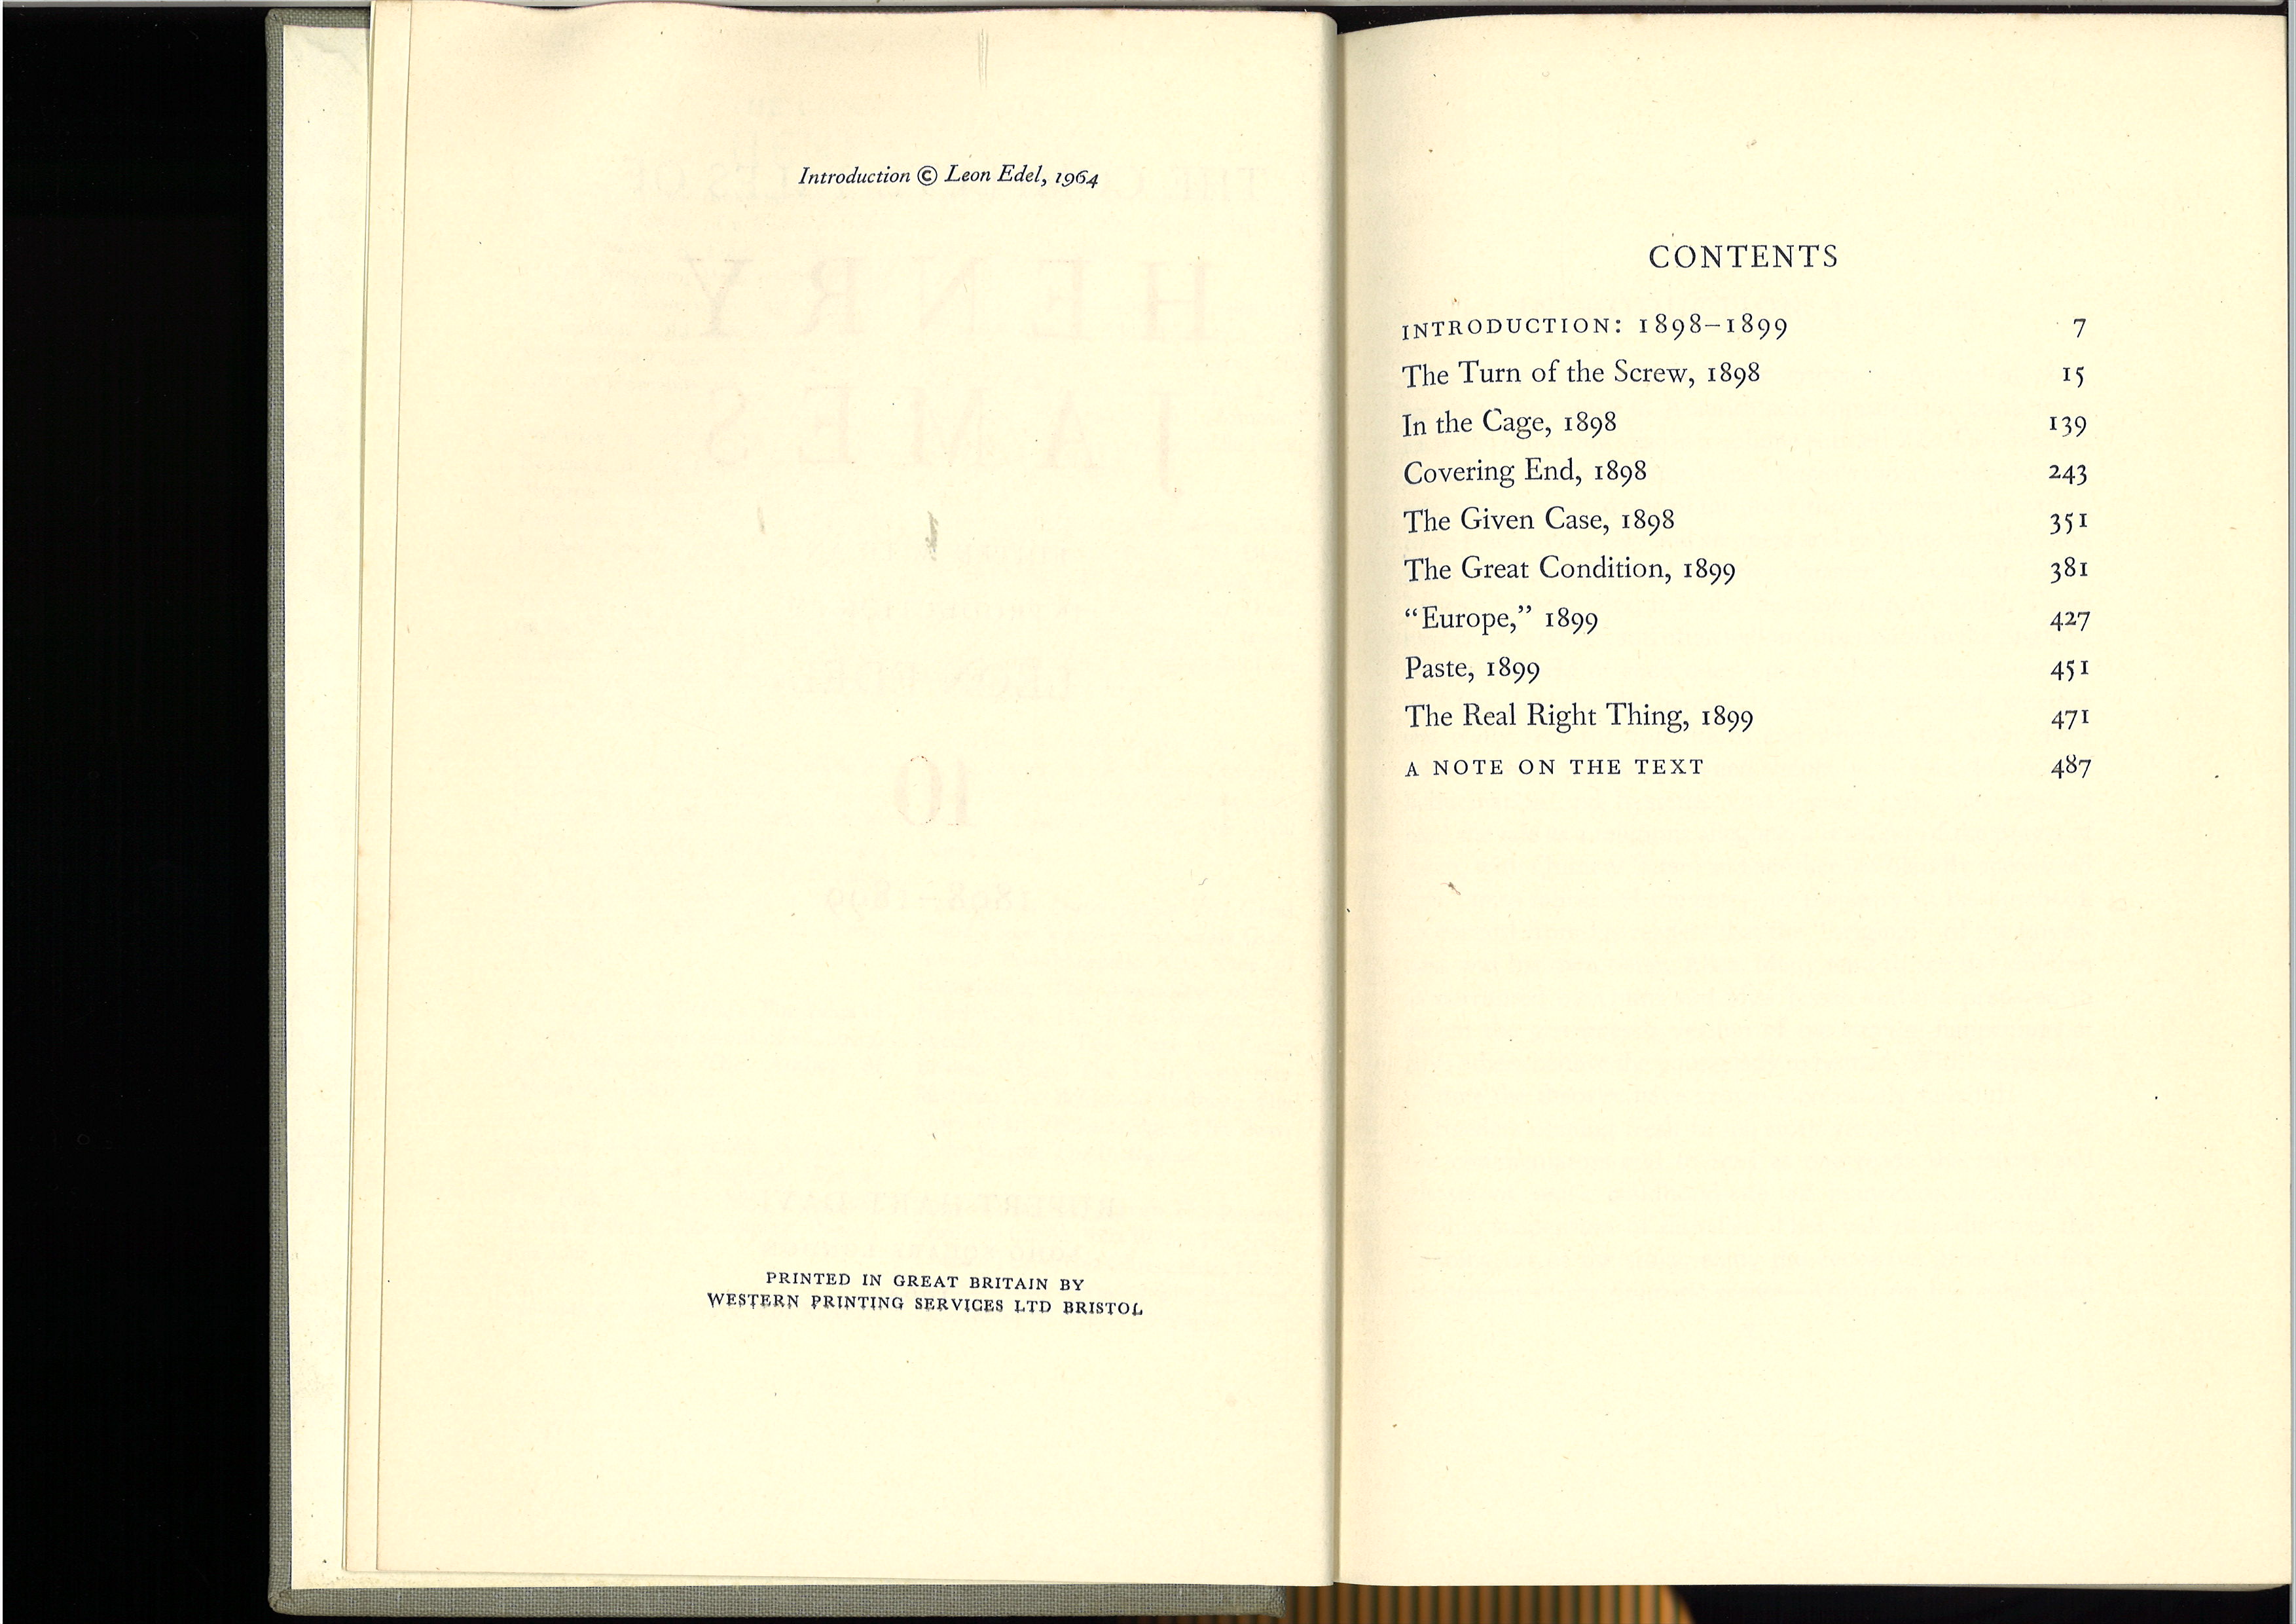 Introduction © Leon Edel, 1964
PRINTED IN GREAT BRITAIN BY
WESTERN PRINTING SERVICES LTD BRISTOL
CONTENTS
INTRODUCTION: 1898–1899 7
The Turn of the Screw, 1898 15
In the Cage, 1898 139
Covering End, 1898 243
The Given Case, 1898 351
The Great Condition, 1899 381
“Europe,” 1899 427
Paste, 1899 451
The Real Right Thing, 1899 471
A NOTE ON THE TEXT 487